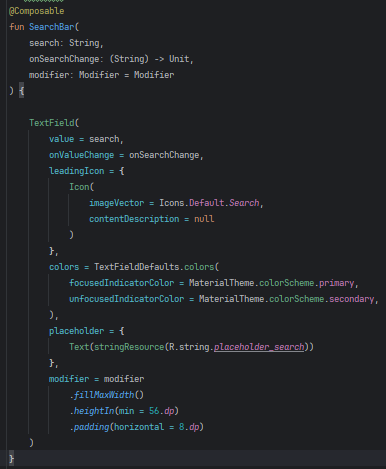 @Composable
fun SearchBar(
    search: String,
    onSearchChange: (String) -> Unit,
    modifier: Modifier = Modifier
) {

    TextField(
        value = search,
        onValueChange = onSearchChange,
        leadingIcon = {
            Icon(
                imageVector = Icons.Default.Search,
                contentDescription = null
            )
        },
        colors = TextFieldDefaults.colors(
            focusedIndicatorColor = MaterialTheme.colorScheme.primary,
            unfocusedIndicatorColor = MaterialTheme.colorScheme.secondary,
        ),
        placeholder = {
            Text(stringResource(R.string.placeholder_search))
        },
        modifier = modifier
            .fillMaxWidth()
            .heightIn(min = 56.dp)
            .padding(horizontal = 8.dp)
    )
}